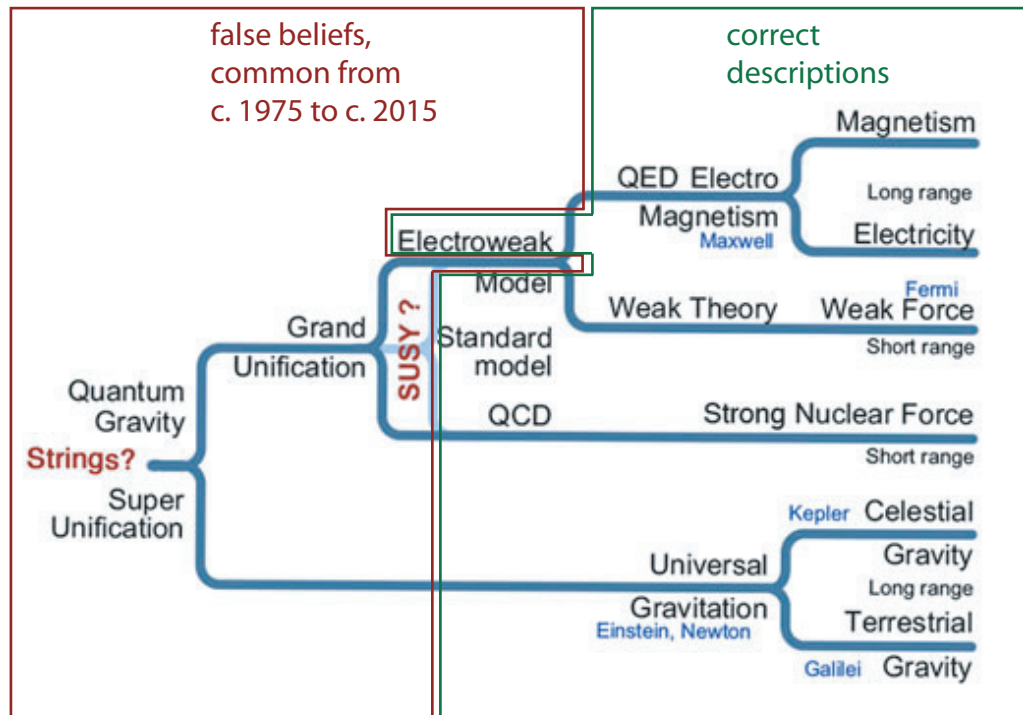 false beliefs,
common from
c. 1975 to c. 2015
correct
descriptions
Magnetism
QED Electro
Long range
Magnetism
Maxwell
Electricity
Electroweak
Model
Fermi
Weak Theory
Weak Force
Short range
Grand
Unification
SUSY ?
Standard
model
Quantum
Gravity
QCD
Strong Nuclear Force
Short range
Strings?
Super
Unification
Kepler Celestial
Gravity
Universal
Long range
Gravitation
Einstein, Newton
Terrestrial
Galilei Gravity